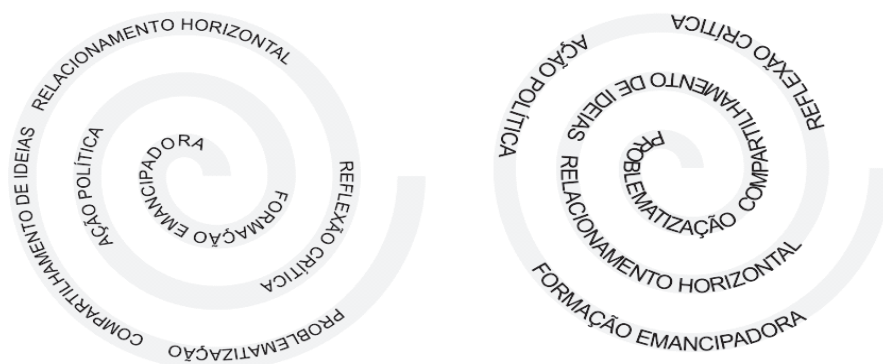 PROBLEMATIZAÇÃO
COMPARTILHAMENTO DE IDEIAS
RELACIONAMENTO HORIZONTAL
REFLEXÃO CRÍTICA
AÇÃO POLÍTICA
FORMAÇÃO EMANCIPADORA
PROBLEMATIZAÇÃO
COMPARTILHAMENTO DE IDEIAS
RELACIONAMENTO HORIZONTAL
REFLEXÃO CRÍTICA
AÇÃO POLÍTICA
FORMAÇÃO EMANCIPADORA